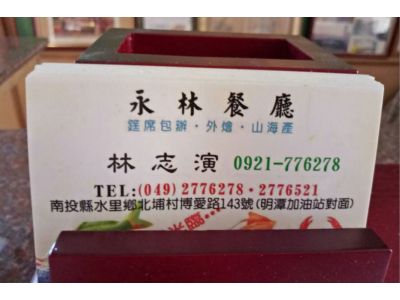 永林餐廳
筵席包辦・外燴・山海產
林志演 0921-776278
TEL:(049)2776278・2776521
南投縣水里鄉北埔村博愛路143號(明潭加油站對面)